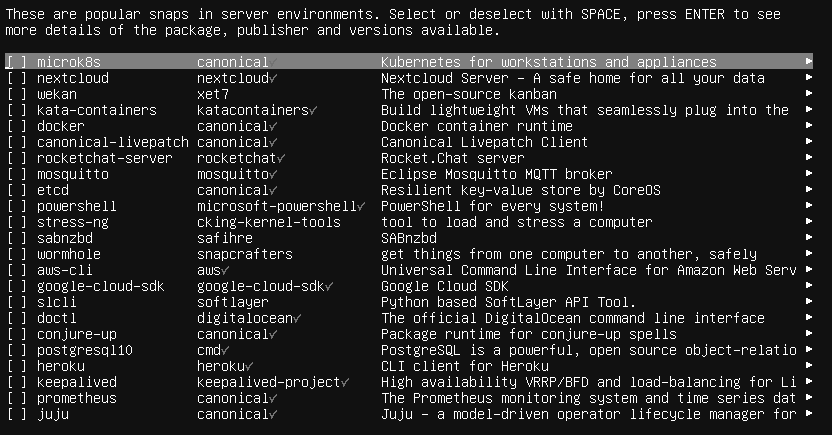 These are popular snaps in server environments. Select or deselect with SPACE, press ENTER to see
more details of the package, publisher and versions available.
[ ] microk8s canonical✓ Kubernetes for workstations and appliances ▶
[ ] nextcloud nextcloud✓ Nextcloud Server - A safe home for all your data ▶
[ ] wekan xet7 The open-source kanban ▶
[ ] kata-containers katacontainers✓ Build lightweight VMs that seamlessly plug into the ▶
[ ] docker canonical✓ Docker container runtime ▶
[ ] canonical-livepatch canonical✓ Canonical Livepatch Client ▶
[ ] rocketchat-server rocketchat✓ Rocket.Chat server ▶
[ ] mosquitto mosquitto✓ Eclipse Mosquitto MQTT broker ▶
[ ] etcd canonical✓ Resilient key-value store by CoreOS ▶
[ ] powershell microsoft-powershell✓ PowerShell for every system! ▶
[ ] stress-ng cking-kernel-tools tool to load and stress a computer ▶
[ ] sabnzbd safihre SABnzbd ▶
[ ] wormhole snapcrafters get things from one computer to another, safely ▶
[ ] aws-cli aws✓ Universal Command Line Interface for Amazon Web Serv ▶
[ ] google-cloud-sdk google-cloud-sdk✓ Google Cloud SDK ▶
[ ] slcli softlayer Python based SoftLayer API Tool. ▶
[ ] doctl digitalocean✓ The official DigitalOcean command line interface ▶
[ ] conjure-up canonical✓ Package runtime for conjure-up spells ▶
[ ] postgresql10 cmd✓ PostgreSQL is a powerful, open source object-relatio ▶
[ ] heroku heroku✓ CLI client for Heroku ▶
[ ] keepalived keepalived-project✓ High availability VRRP/BFD and load-balancing for Li ▶
[ ] prometheus canonical✓ The Prometheus monitoring system and time series dat ▶
[ ] juju canonical✓ Juju - a model-driven operator lifecycle manager for ▶